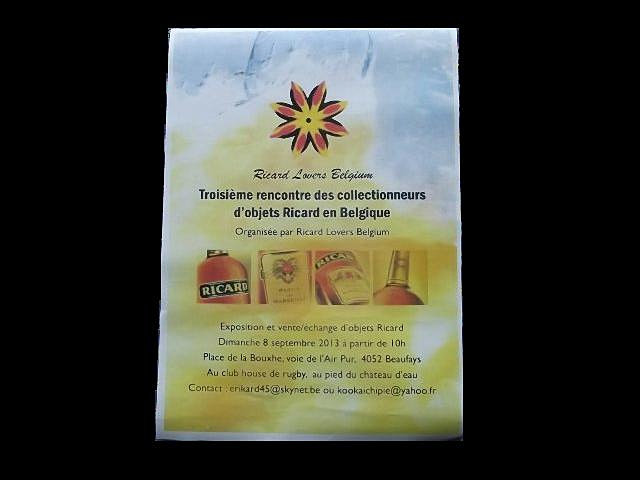 Ricard Lovers Belgium
Troisième rencontre des collectionneurs
d'objets Ricard en Belgique
Organisée par Ricard Lovers Belgium
RICARD
RICARD
Exposition et vente/échange d'objets Ricard
Dimanche 8 septembre 2013 à partir de 10h
Place de la Bouxhe, voie de l'Air Pur, 4052 Beaufays
Au club house de rugby, au pied du château d'eau
Contact : enkard45@skynet.be ou kookaichipie@yahoo.fr